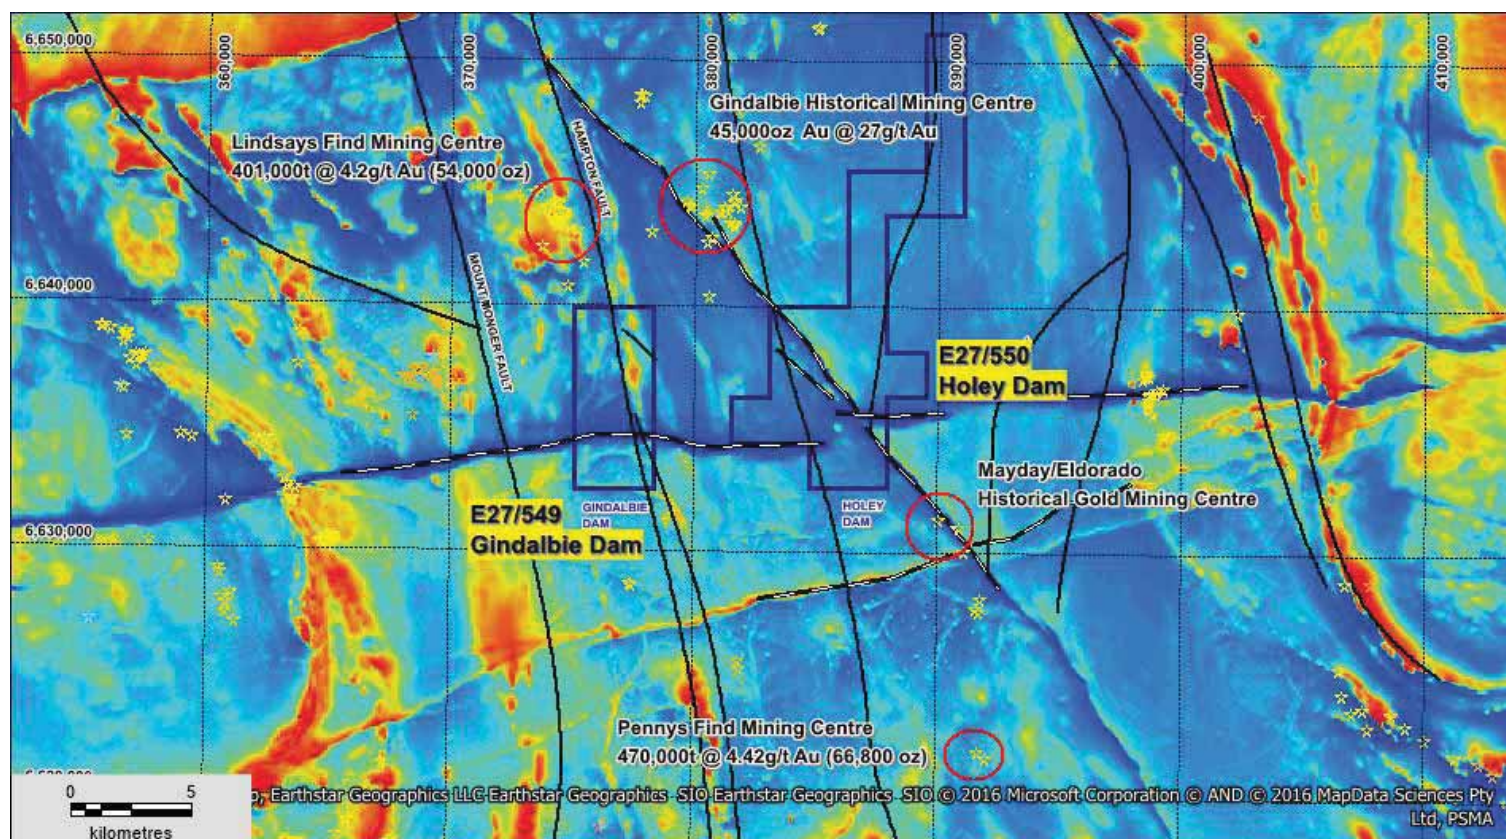 6,650,000
360,000
370,000
380,000
390,000
400,000
410,000
Gindalbie Historical Mining Centre
45,000oz Au @ 27g/t Au
Lindsays Find Mining Centre
401,000t @ 4.2g/t Au (54,000 oz)
HAMPTON FAULT
MOUNT MONGER FAULT
6,640,000
E27/550
Holey Dam
Mayday/Eldorado
Historical Gold Mining Centre
E27/549
Gindalbie Dam
GINDALBIE
DAM
HOLEY
DAM
6,630,000
Pennys Find Mining Centre
470,000t @ 4.42g/t Au (66,800 oz)
0 5
kilometres
Earthstar Geographics LLC Earthstar Geographics SIO Earthstar Geographics SIO © 2016 Microsoft Corporation © AND © 2016 MapData Sciences Pty
Ltd, PSMA